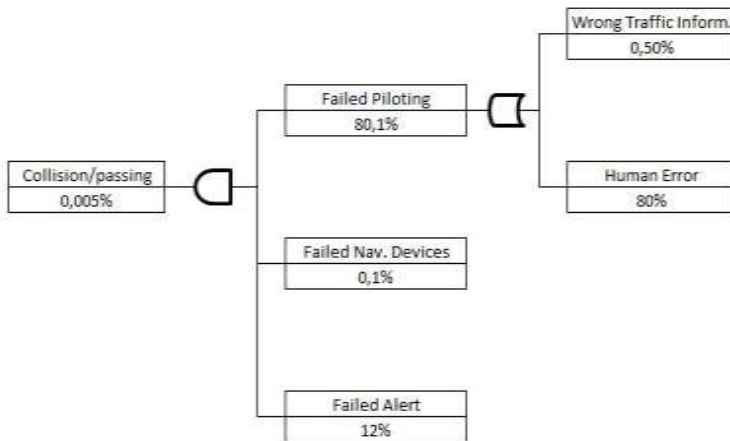 Wrong Traffic Inform.
0,50%
Failed Piloting
80,1%
Collision/passing
0,005%
Human Error
80%
Failed Nav. Devices
0,1%
Failed Alert
12%